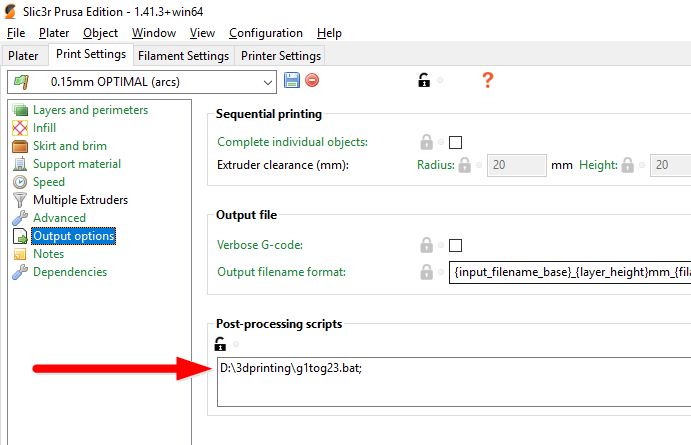 Slic3r Prusa Edition - 1.41.3+win64
File Plater Object Window View Configuration Help
Plater Print Settings Filament Settings Printer Settings
0.15mm OPTIMAL (arcs) ?
Layers and perimeters
Infill
Skirt and brim
Support material
Speed
Multiple Extruders
Advanced
Output options
Notes
Dependencies
Sequential printing
Complete individual objects:
Extruder clearance (mm): Radius: 20 mm Height: 20
Output file
Verbose G-code:
Output filename format: {input_filename_base}_{layer_height}mm_{fila
Post-processing scripts
D:\3dprinting\g1tog23.bat;